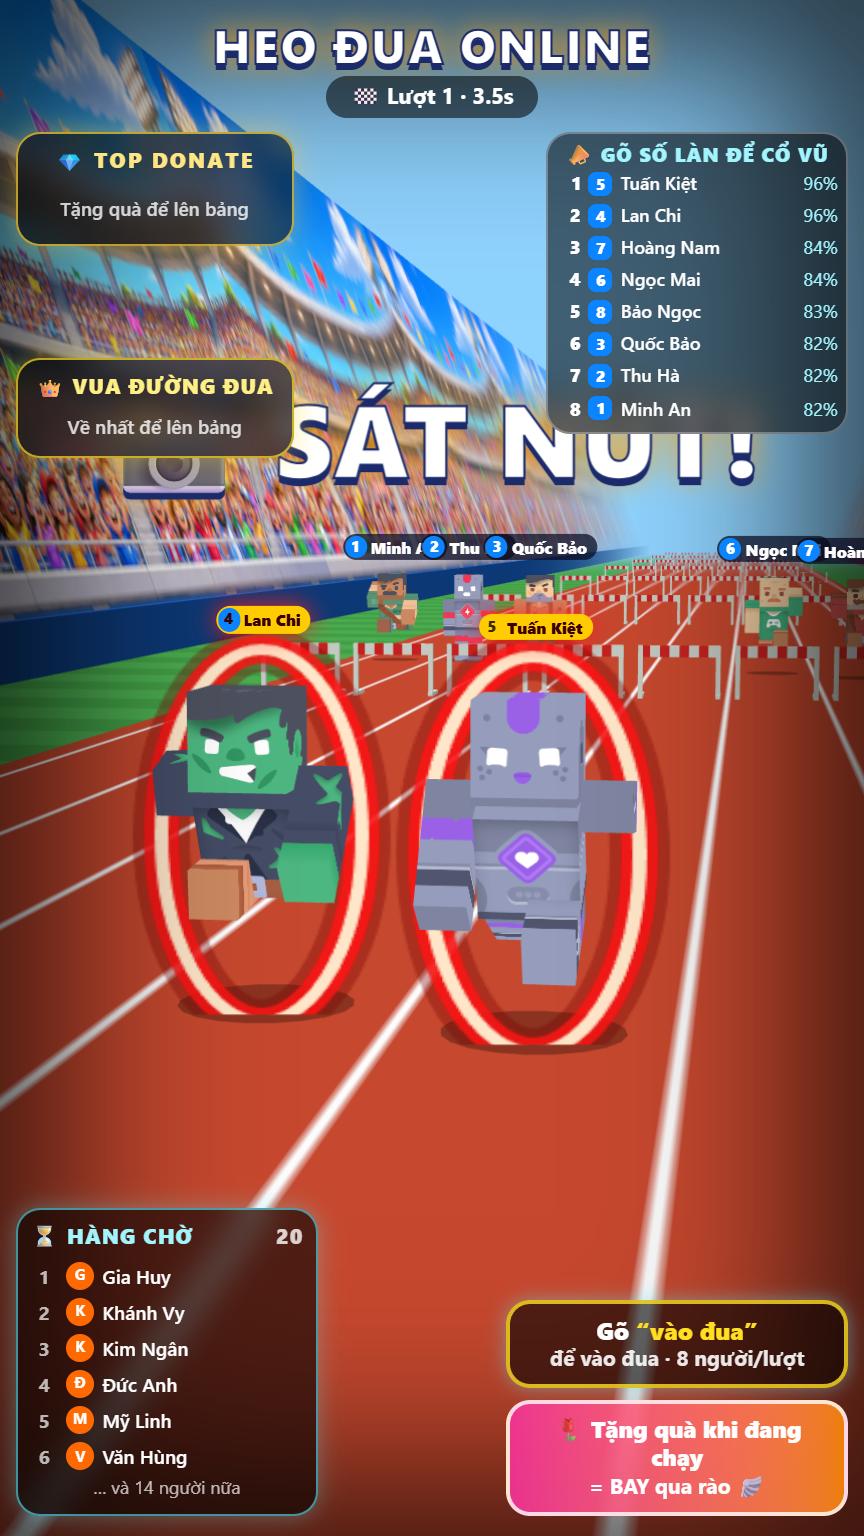 HEO ĐUA ONLINE
Lượt 1 · 3.5s
TOP DONATE
Tặng quà để lên bảng
GÕ SỐ LÀN ĐỂ CỔ VŨ
1 5 Tuấn Kiệt 96%
2 4 Lan Chi 96%
3 7 Hoàng Nam 84%
4 6 Ngọc Mai 84%
5 8 Bảo Ngọc 83%
6 3 Quốc Bảo 82%
7 2 Thu Hà 82%
8 1 Minh An 82%
VUA ĐƯỜNG ĐUA
Về nhất để lên bảng
SÁT NÚT!
1 Minh 2 Thu 3 Quốc Bảo
6 Ngọc 7 Hoàn
4 Lan Chi
5 Tuấn Kiệt
HÀNG CHỜ 20
1 G Gia Huy
2 K Khánh Vy
3 K Kim Ngân
4 Đ Đức Anh
5 M Mỹ Linh
6 V Văn Hùng
... và 14 người nữa
Gõ “vào đua”
để vào đua · 8 người/lượt
Tặng quà khi đang
chạy
= BAY qua rào